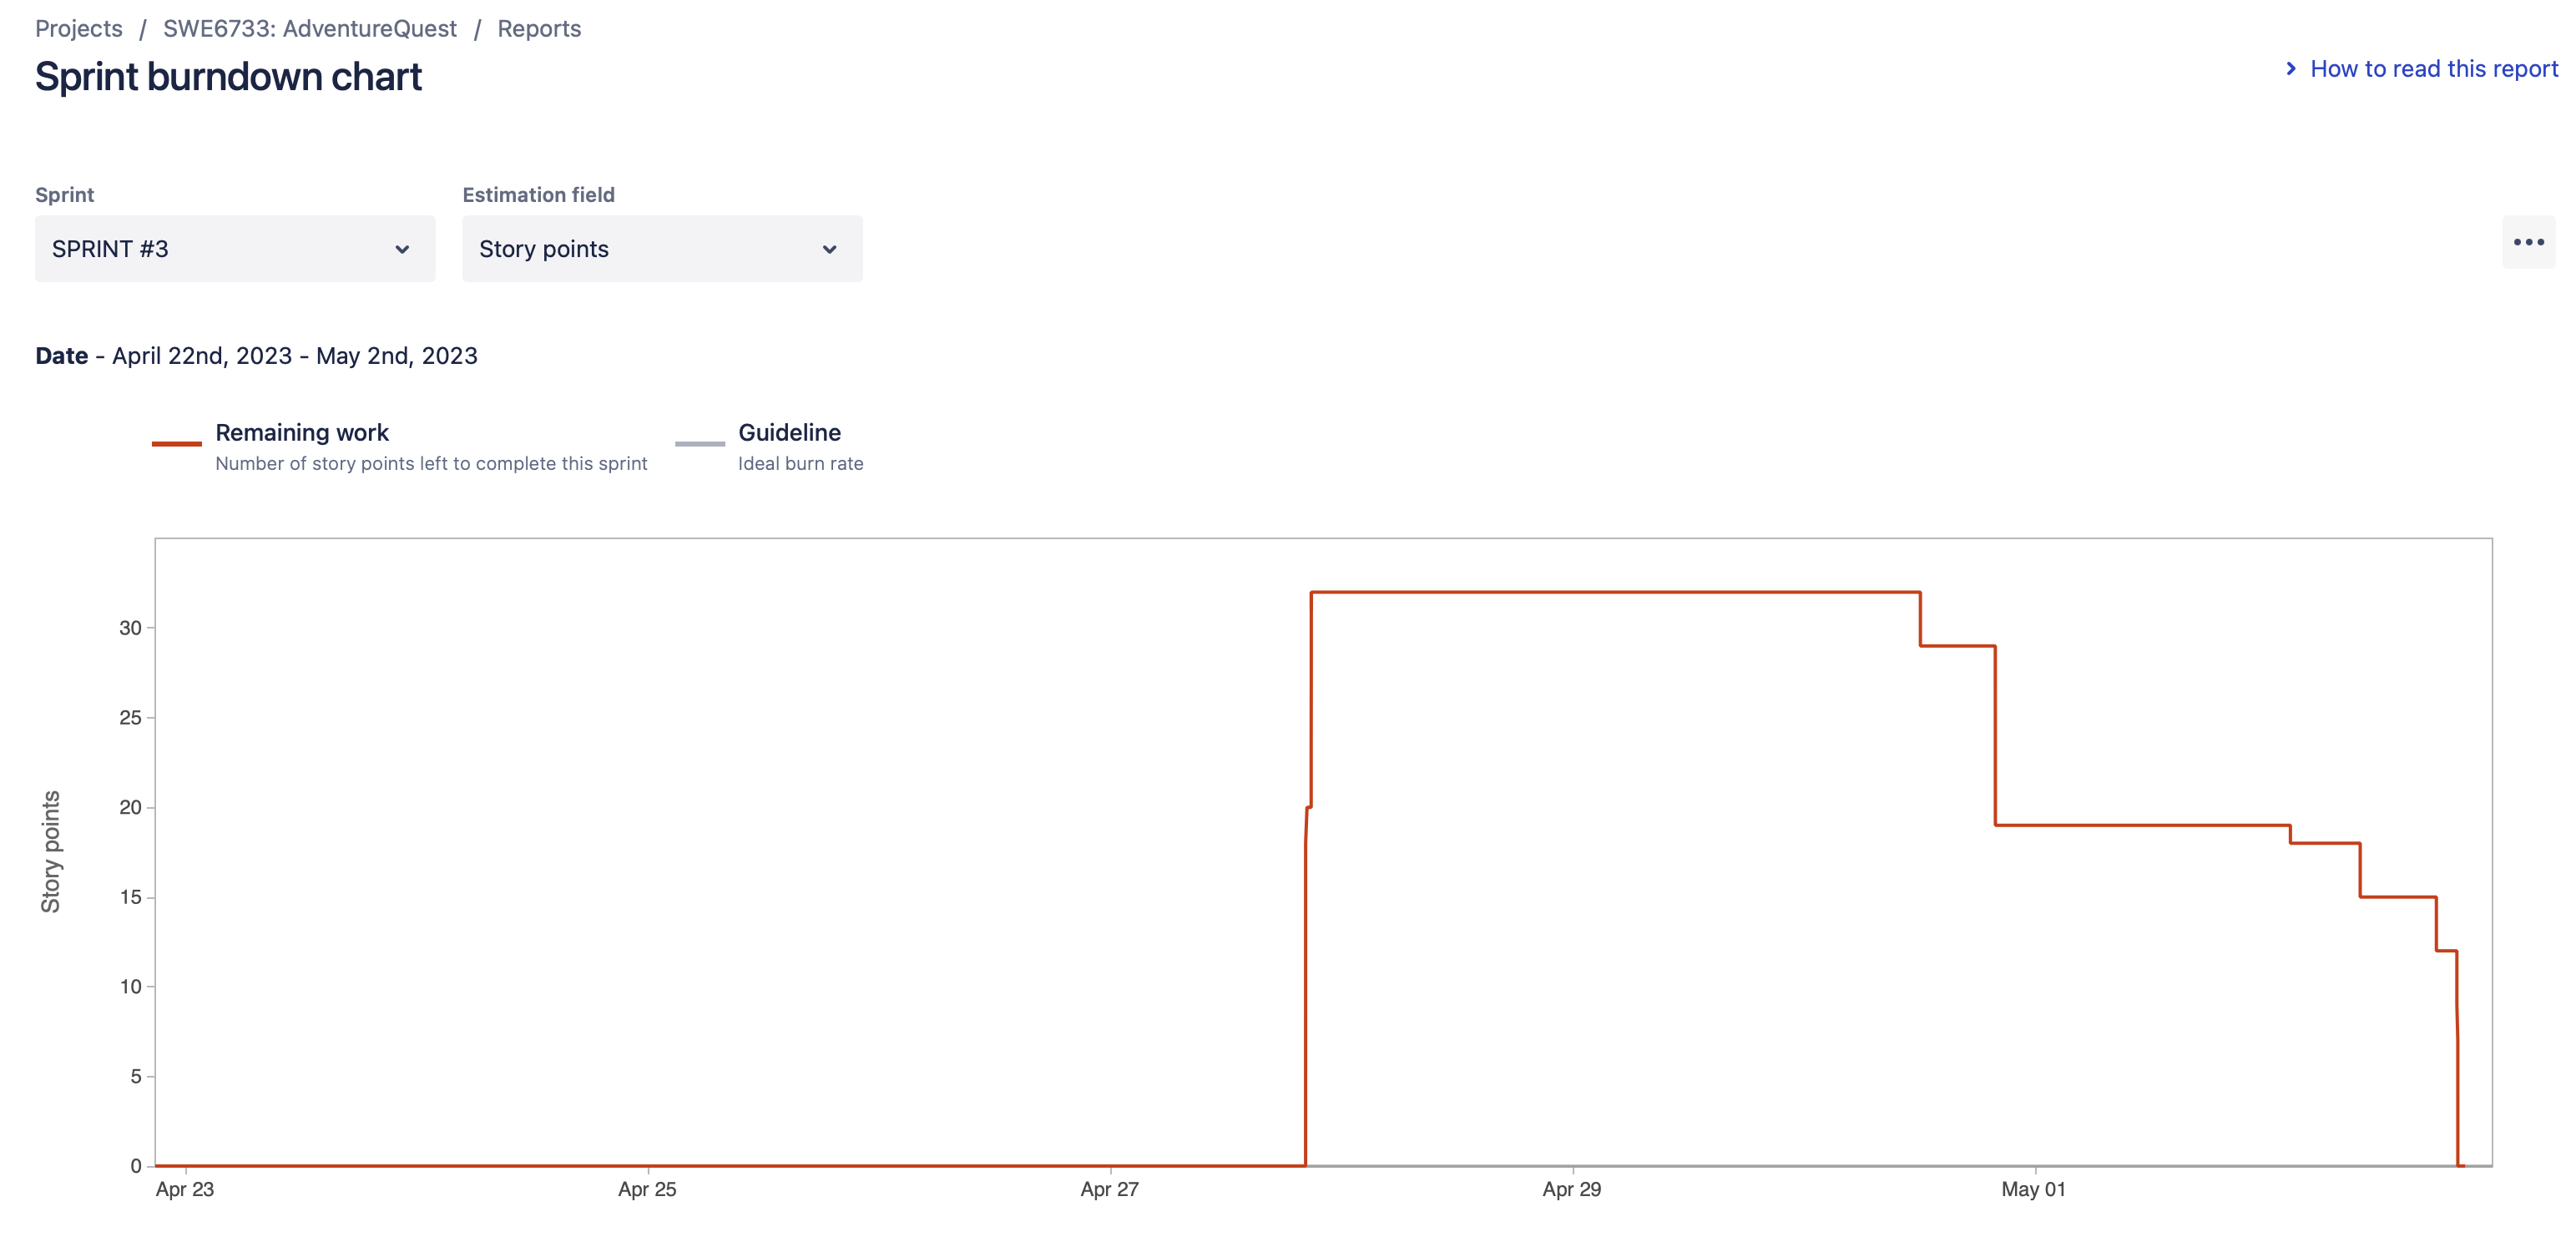 Projects / SWE6733: AdventureQuest / Reports
Sprint burndown chart
How to read this report
Sprint
Estimation field
SPRINT #3
Story points
Date - April 22nd, 2023 - May 2nd, 2023
Remaining work
Number of story points left to complete this sprint
Guideline
Ideal burn rate
30
25
20
15
10
5
0
Story points
Apr 23
Apr 25
Apr 27
Apr 29
May 01